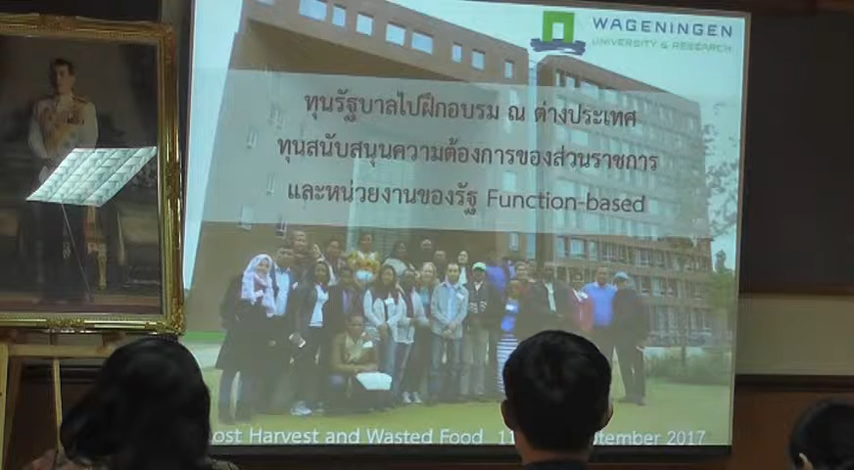 WAGENINGEN
UNIVERSITY & RESEARCH
ทุนรัฐบาลไปฝึกอบรม ณ ต่างประเทศ
ทุนสนับสนุนความต้องการของส่วนราชการ
และหน่วยงานของรัฐ Function-based
ost Harvest and Wasted Food 11 tember 2017